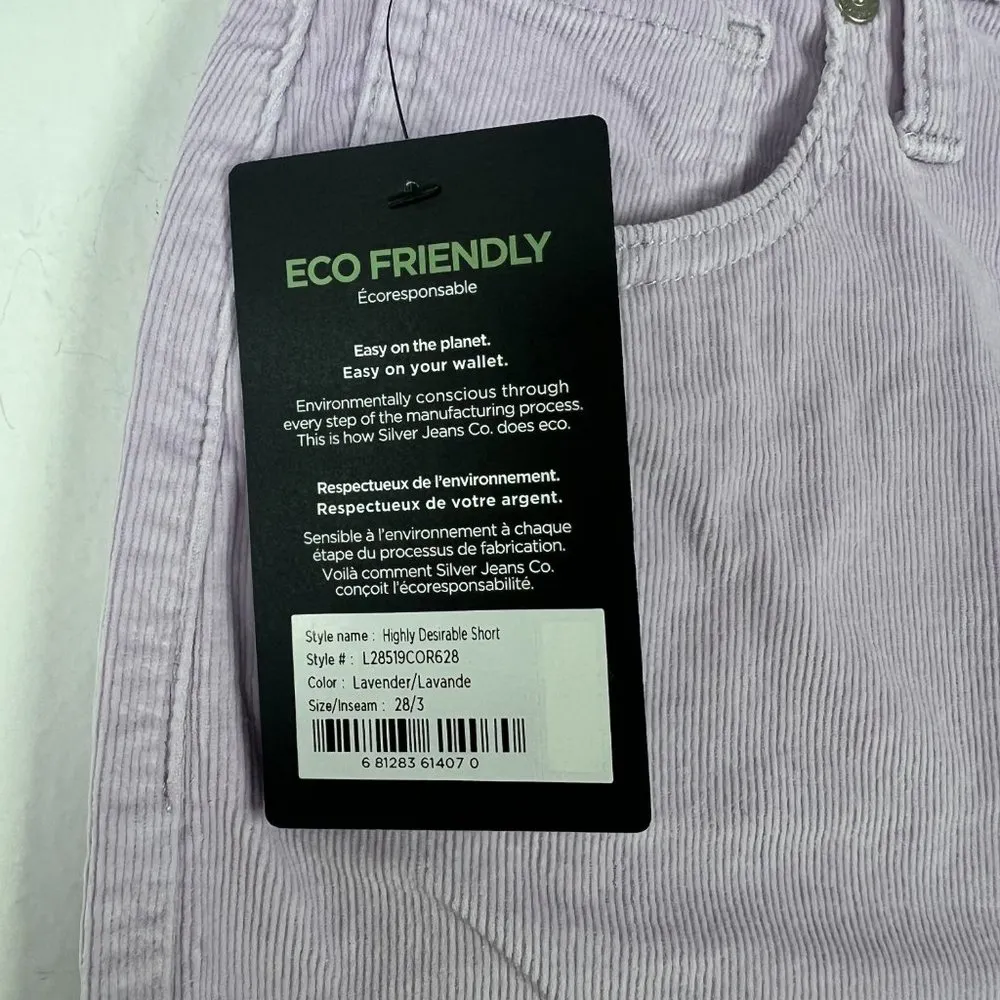 ECO FRIENDLY
Écoresponsable
Easy on the planet.
Easy on your wallet.
Environmentally conscious through
every step of the manufacturing process.
This is how Silver Jeans Co. does eco.
Respectueux de l'environnement.
Respectueux de votre argent.
Sensible à l'environnement à chaque
étape du processus de fabrication.
Voilà comment Silver Jeans Co.
conçoit l'écoresponsabilité.
Style name : Highly Desirable Short
Style # : L28519COR628
Color : Lavender/Lavande
Size/Inseam : 28/3
6 81283 61407 0